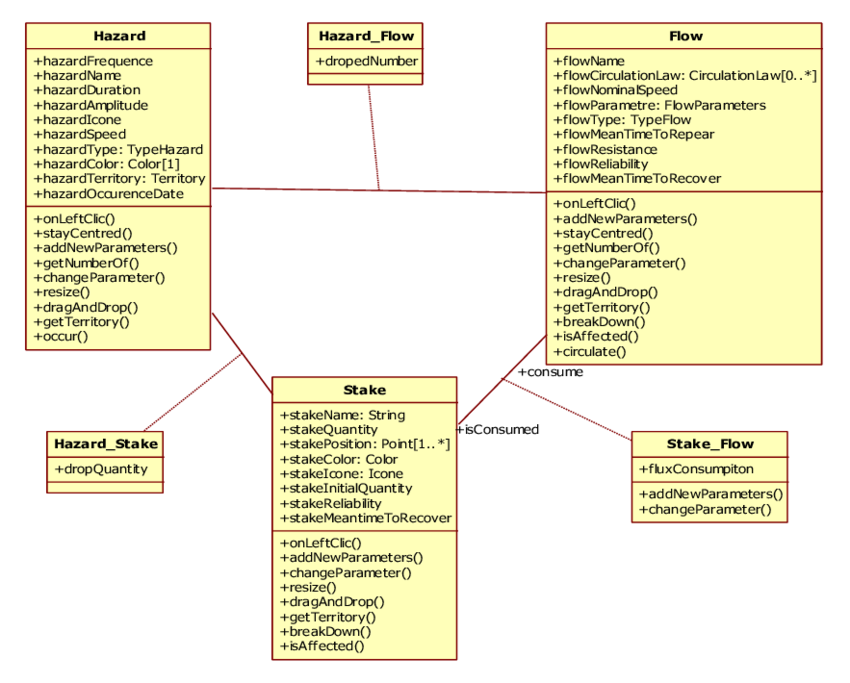 Hazard
+hazardFrequence
+hazardName
+hazardDuration
+hazardAmplitude
+hazardIcone
+hazardSpeed
+hazardType: TypeHazard
+hazardColor: Color[1]
+hazardTerritory: Territory
+hazardOccurenceDate
+onLeftClic()
+stayCentred()
+addNewParameters()
+getNumberOf()
+changeParameter()
+resize()
+dragAndDrop()
+getTerritory()
+occur()
Hazard_Flow
+dropedNumber
Flow
+flowName
+flowCirculationLaw: CirculationLaw[0..*]
+flowNominalSpeed
+flowParametre: FlowParameters
+flowType: TypeFlow
+flowMeanTimeToRepear
+flowResistance
+flowReliability
+flowMeanTimeToRecover
+onLeftClic()
+addNewParameters()
+stayCentred()
+getNumberOf()
+changeParameter()
+resize()
+dragAndDrop()
+getTerritory()
+breakDown()
+isAffected()
+circulate()
+consume
+isConsumed
Hazard_Stake
+dropQuantity
Stake
+stakeName: String
+stakeQuantity
+stakePosition: Point[1..*]
+stakeColor: Color
+stakeIcone: Icone
+stakeInitialQuantity
+stakeReliability
+stakeMeantimeToRecover
+onLeftClic()
+addNewParameters()
+changeParameter()
+resize()
+dragAndDrop()
+getTerritory()
+breakDown()
+isAffected()
Stake_Flow
+fluxConsumpiton
+addNewParameters()
+changeParameter()